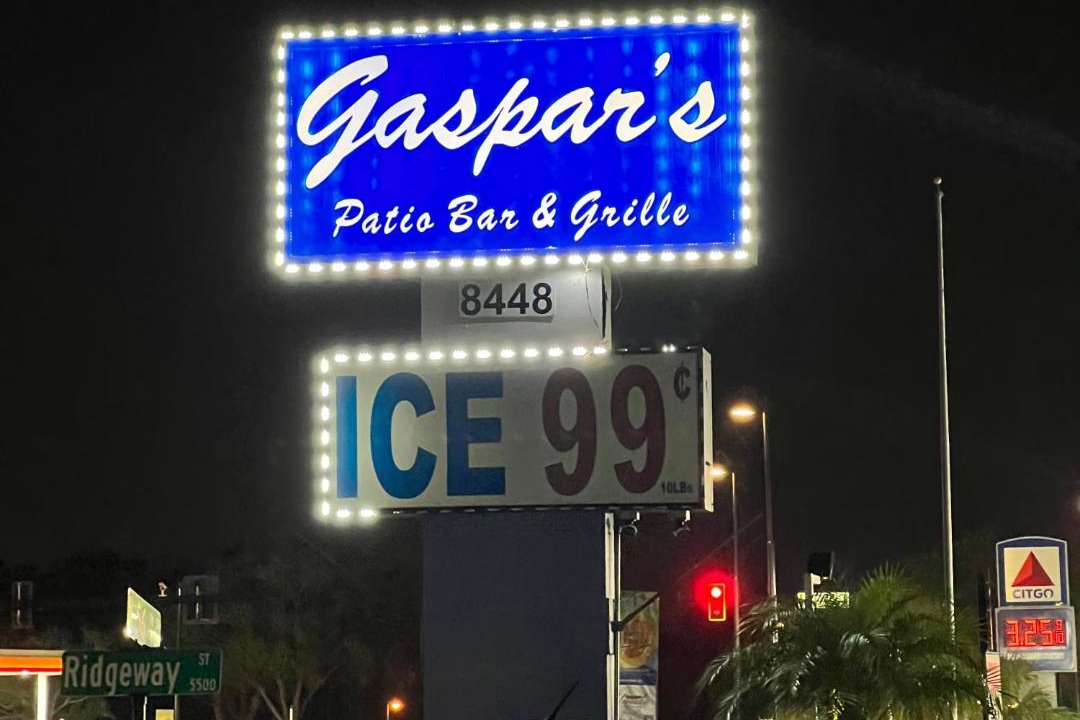 Gaspar's
Patio Bar & Grille
8448
ICE 99¢
10LBs
CITGO
Ridgeway ST
5500